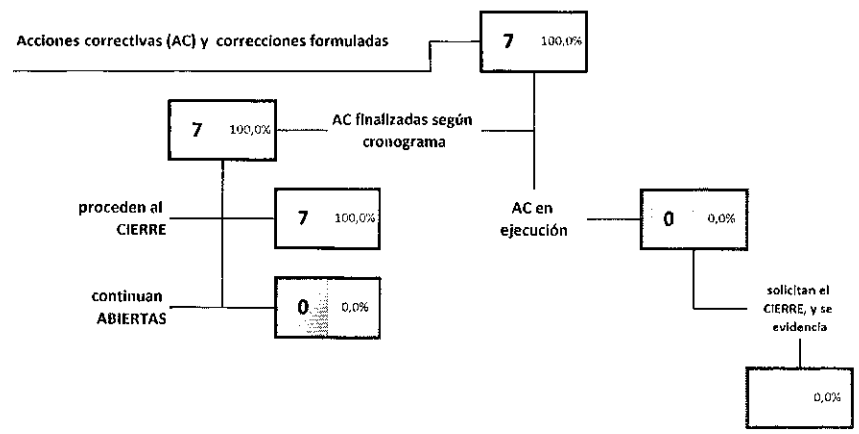 Acciones correctivas (AC) y correcciones formuladas
7 100,0%
7 100,0%
AC finalizadas según
cronograma
proceden al
CIERRE
7 100,0%
AC en
ejecución
0 0,0%
continuan
ABIERTAS
0 0,0%
solicitan el
CIERRE, y se
evidencia
0,0%